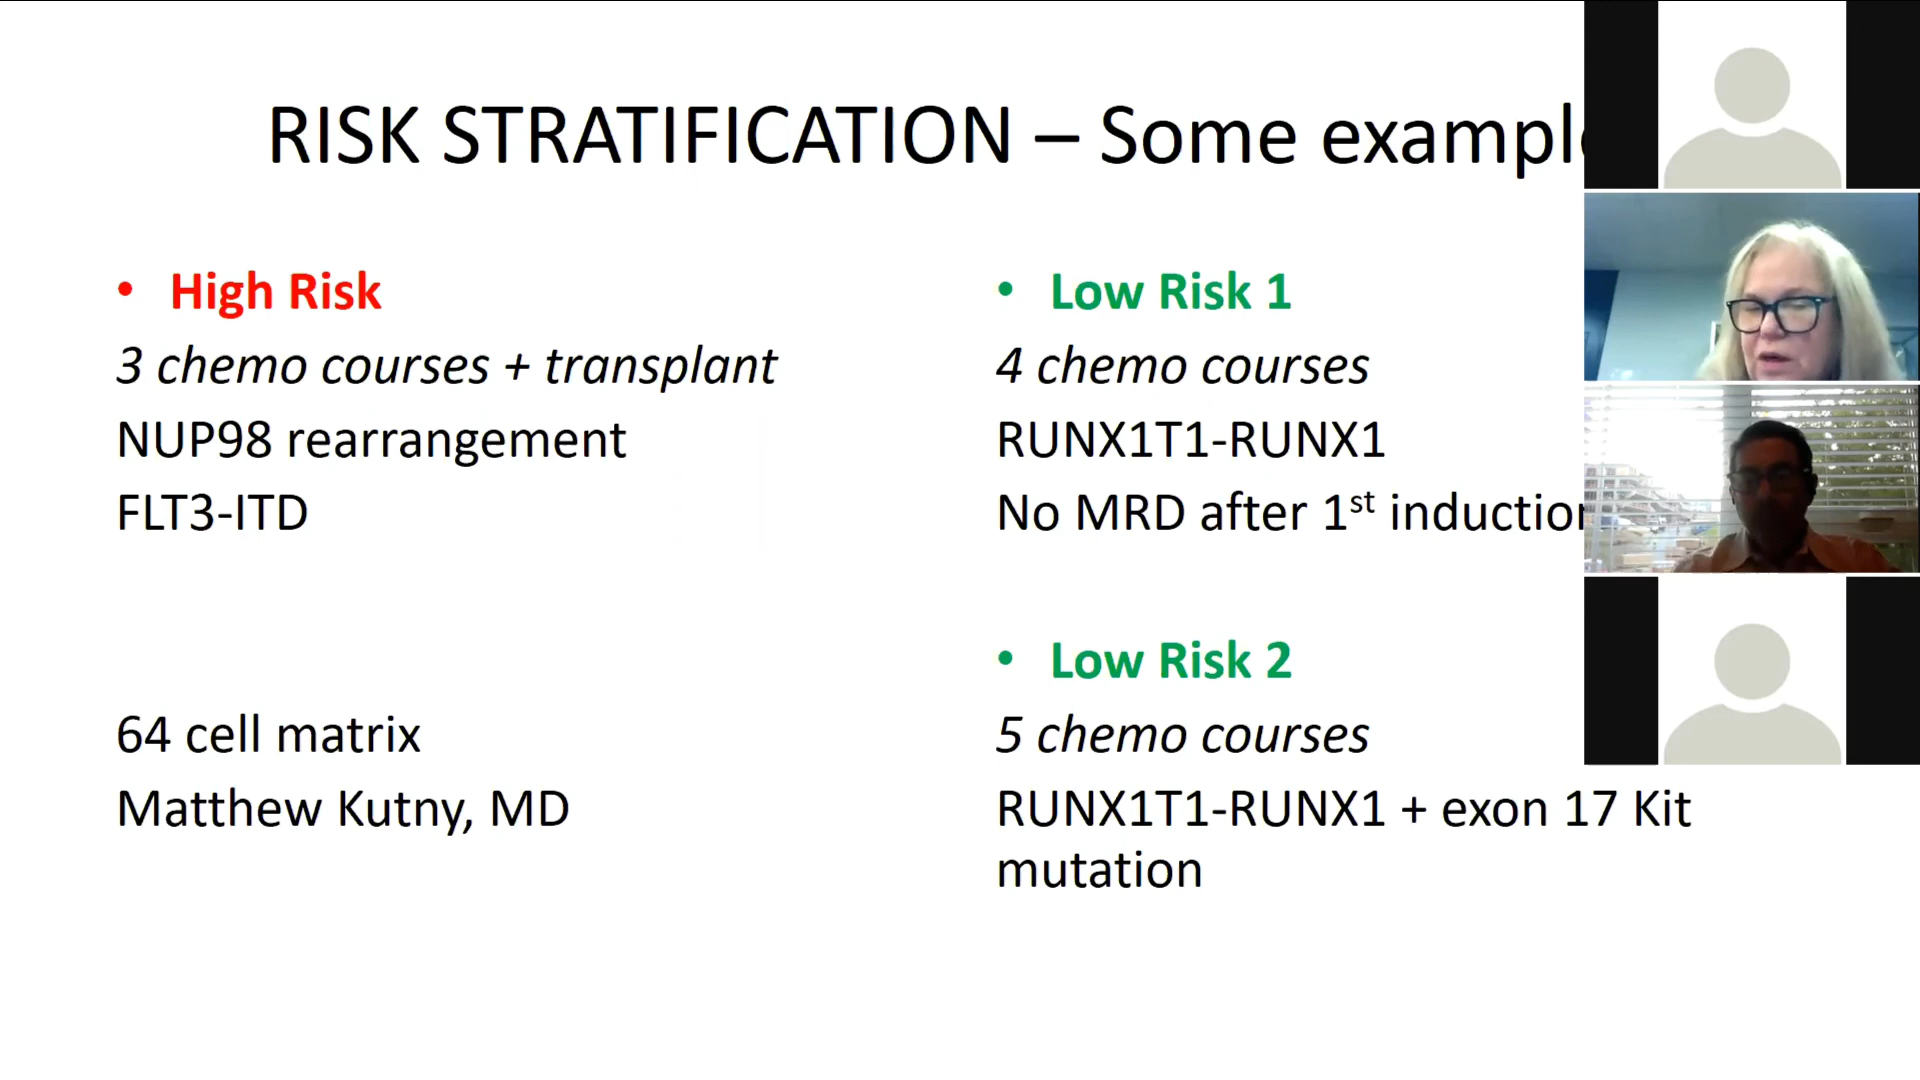 RISK STRATIFICATION – Some example
High Risk
3 chemo courses + transplant
NUP98 rearrangement
FLT3-ITD
64 cell matrix
Matthew Kutny, MD
Low Risk 1
4 chemo courses
RUNX1T1-RUNX1
No MRD after 1st induction
Low Risk 2
5 chemo courses
RUNX1T1-RUNX1 + exon 17 Kit
mutation